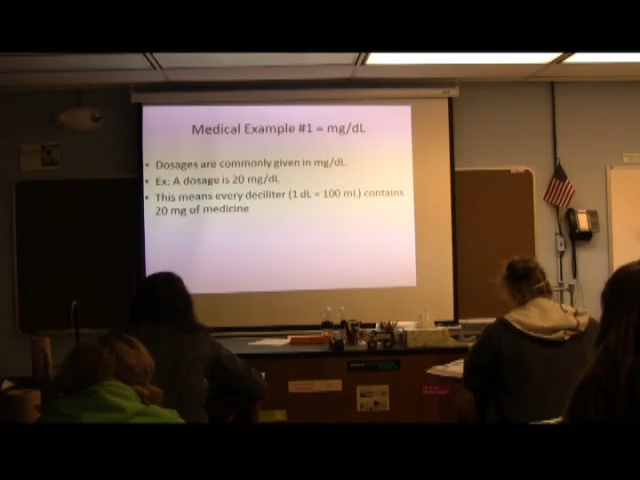 Medical Example #1 = mg/dL
• Dosages are commonly given in mg/dL.
• Ex: A dosage is 20 mg/dL
• This means every deciliter (1 dL = 100 mL) contains
20 mg of medicine